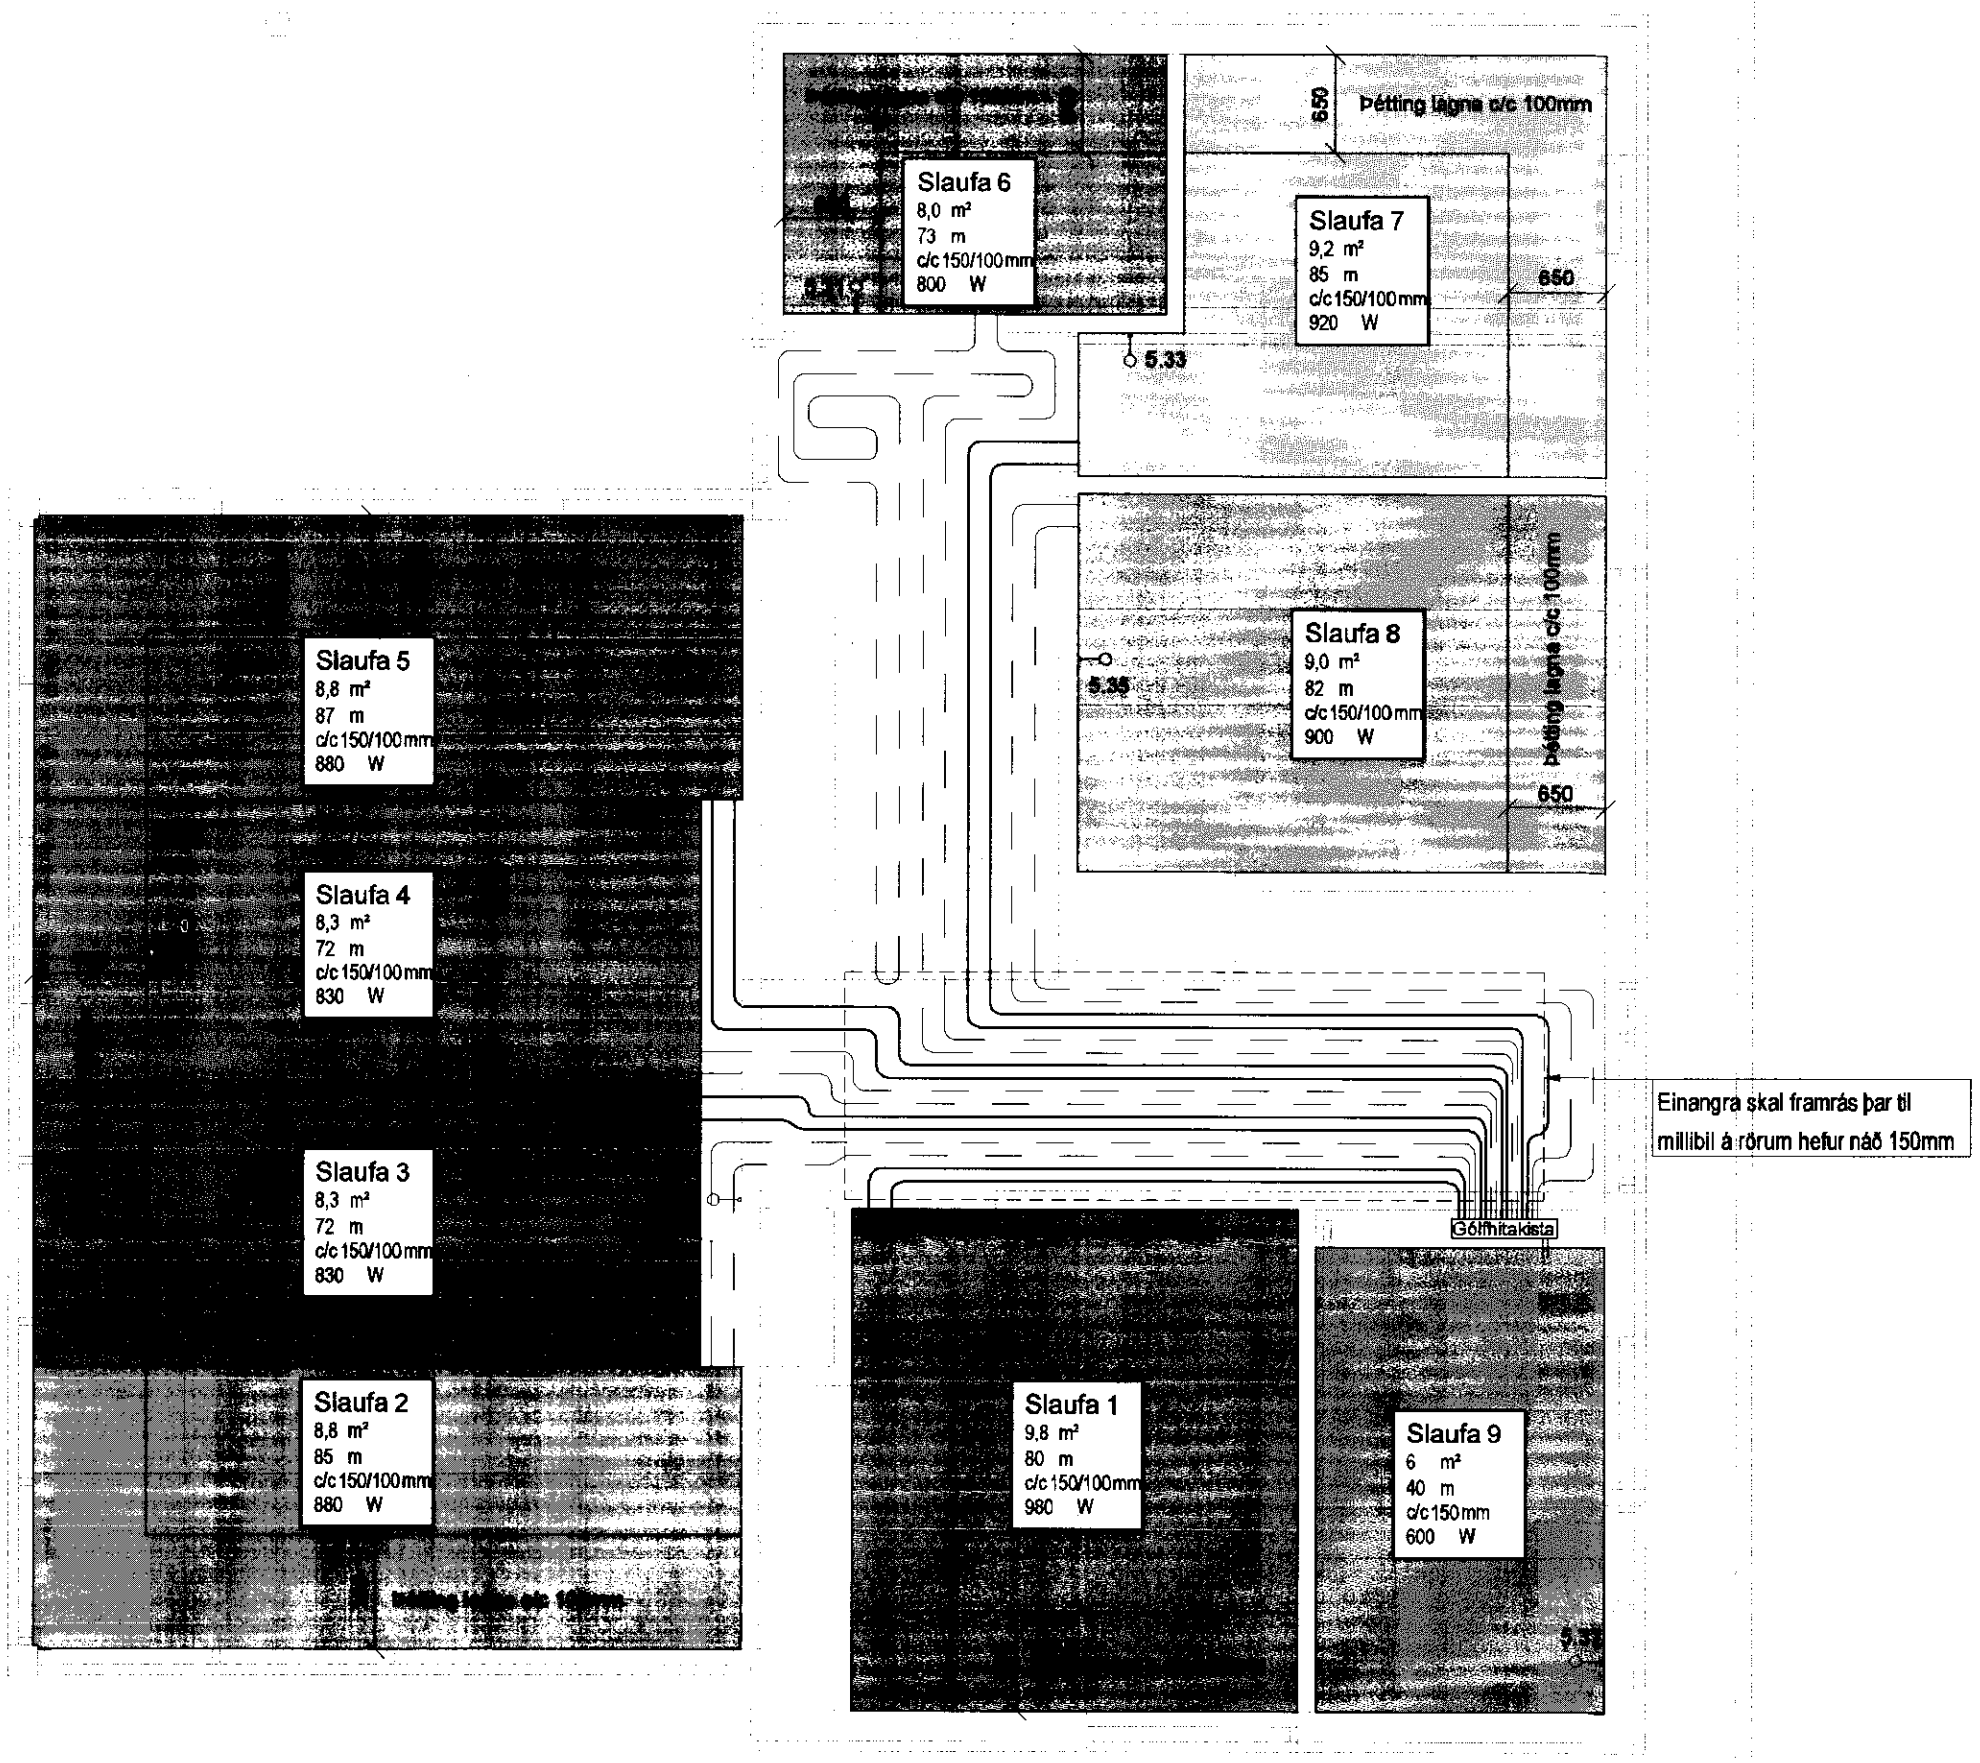 650
Þétting lagna c/c 100mm
Slaufa 6
8,0 m²
73 m
c/c 150/100mm
800 W
Slaufa 7
9,2 m²
85 m
c/c 150/100mm
920 W
650
5.33
Slaufa 5
8,8 m²
87 m
c/c 150/100mm
880 W
Slaufa 8
9,0 m²
82 m
c/c 150/100mm
900 W
Þétting lagna c/c 100mm
5.35
650
Slaufa 4
8,3 m²
72 m
c/c 150/100mm
830 W
Einangra skal framrás þar til
millibil á rörum hefur náð 150mm
Slaufa 3
8,3 m²
72 m
c/c 150/100mm
830 W
Gólfhitakista
Slaufa 2
8,8 m²
85 m
c/c 150/100mm
880 W
Þétting lagna c/c 100mm
Slaufa 1
9,8 m²
80 m
c/c 150/100mm
980 W
Slaufa 9
6 m²
40 m
c/c 150mm
600 W